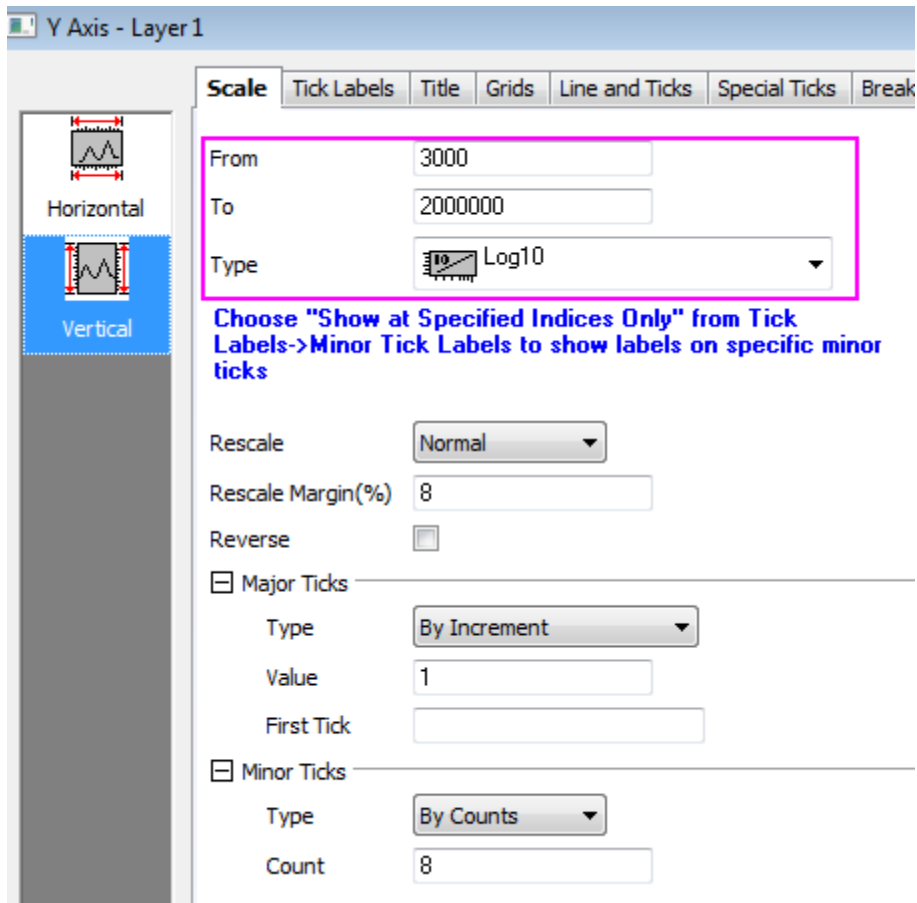 Y Axis - Layer 1
Scale Tick Labels Title Grids Line and Ticks Special Ticks Break
Horizontal
Vertical
From 3000
To 2000000
Type 10 Log10
Choose "Show at Specified Indices Only" from Tick
Labels->Minor Tick Labels to show labels on specific minor
ticks
Rescale Normal
Rescale Margin(%) 8
Reverse
Major Ticks
Type By Increment
Value 1
First Tick
Minor Ticks
Type By Counts
Count 8